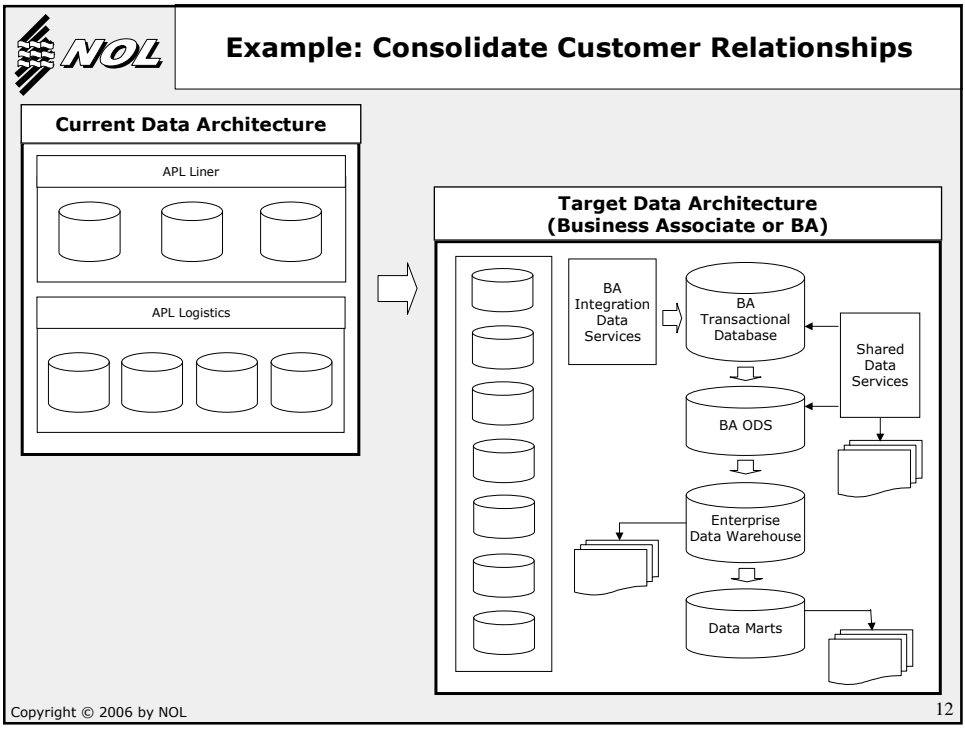 NOL
Example: Consolidate Customer Relationships
Current Data Architecture
APL Liner
APL Logistics
Target Data Architecture
(Business Associate or BA)
BA
Integration
Data
Services
BA
Transactional
Database
Shared
Data
Services
BA ODS
Enterprise
Data Warehouse
Data Marts
Copyright © 2006 by NOL
12